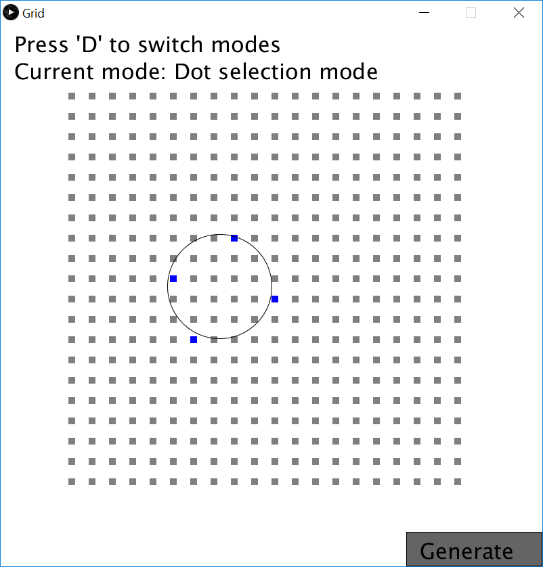 Grid
Press 'D' to switch modes
Current mode: Dot selection mode
Generate